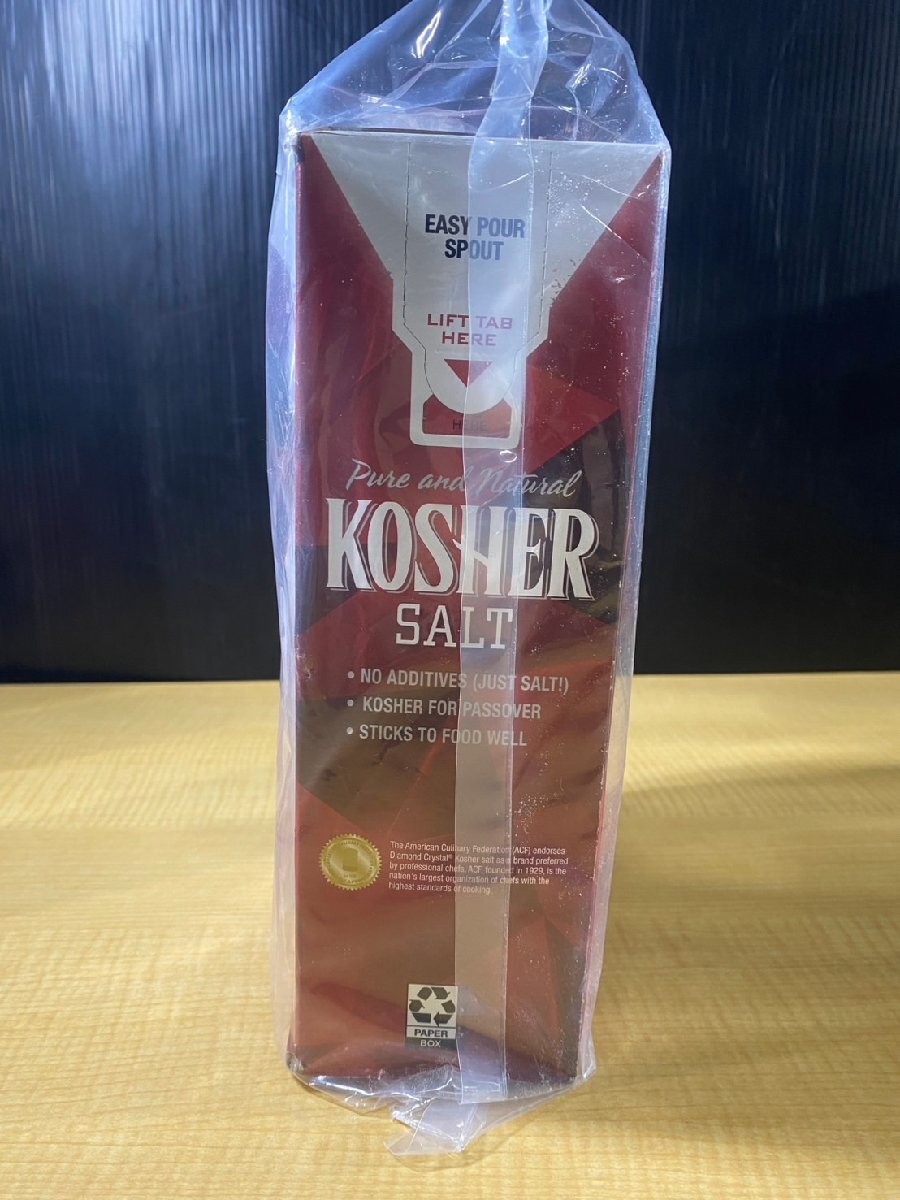 EASY POUR
SPOUT
LIFT TAB
HERE
Pure and Natural
KOSHER
SALT
• NO ADDITIVES (JUST SALT!)
• KOSHER FOR PASSOVER
• STICKS TO FOOD WELL
The American Culinary Federation (ACF) endorses
Diamond Crystal® Kosher salt as a brand preferred
by professional chefs. ACF, founded in 1929, is the
nation's largest organization of chefs with the
highest standards of cooking.
PAPER
BOX